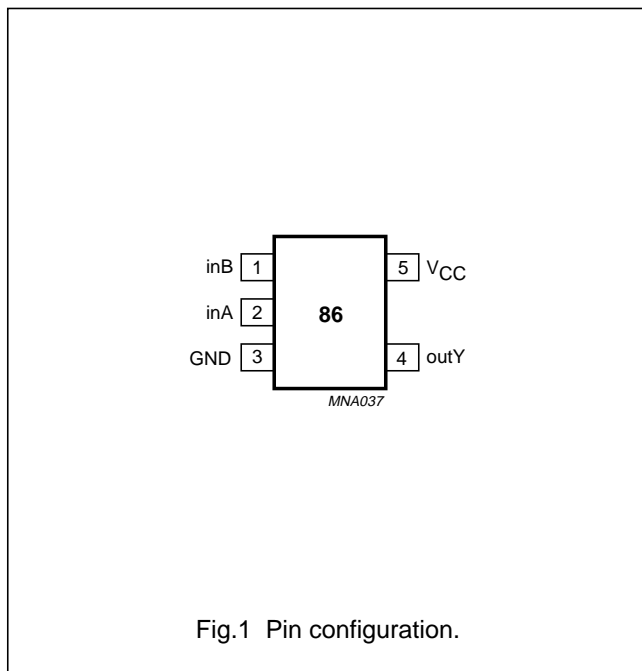 inB 1 5 VCC
inA 2 86
GND 3 4 outY
MNA037
Fig.1 Pin configuration.